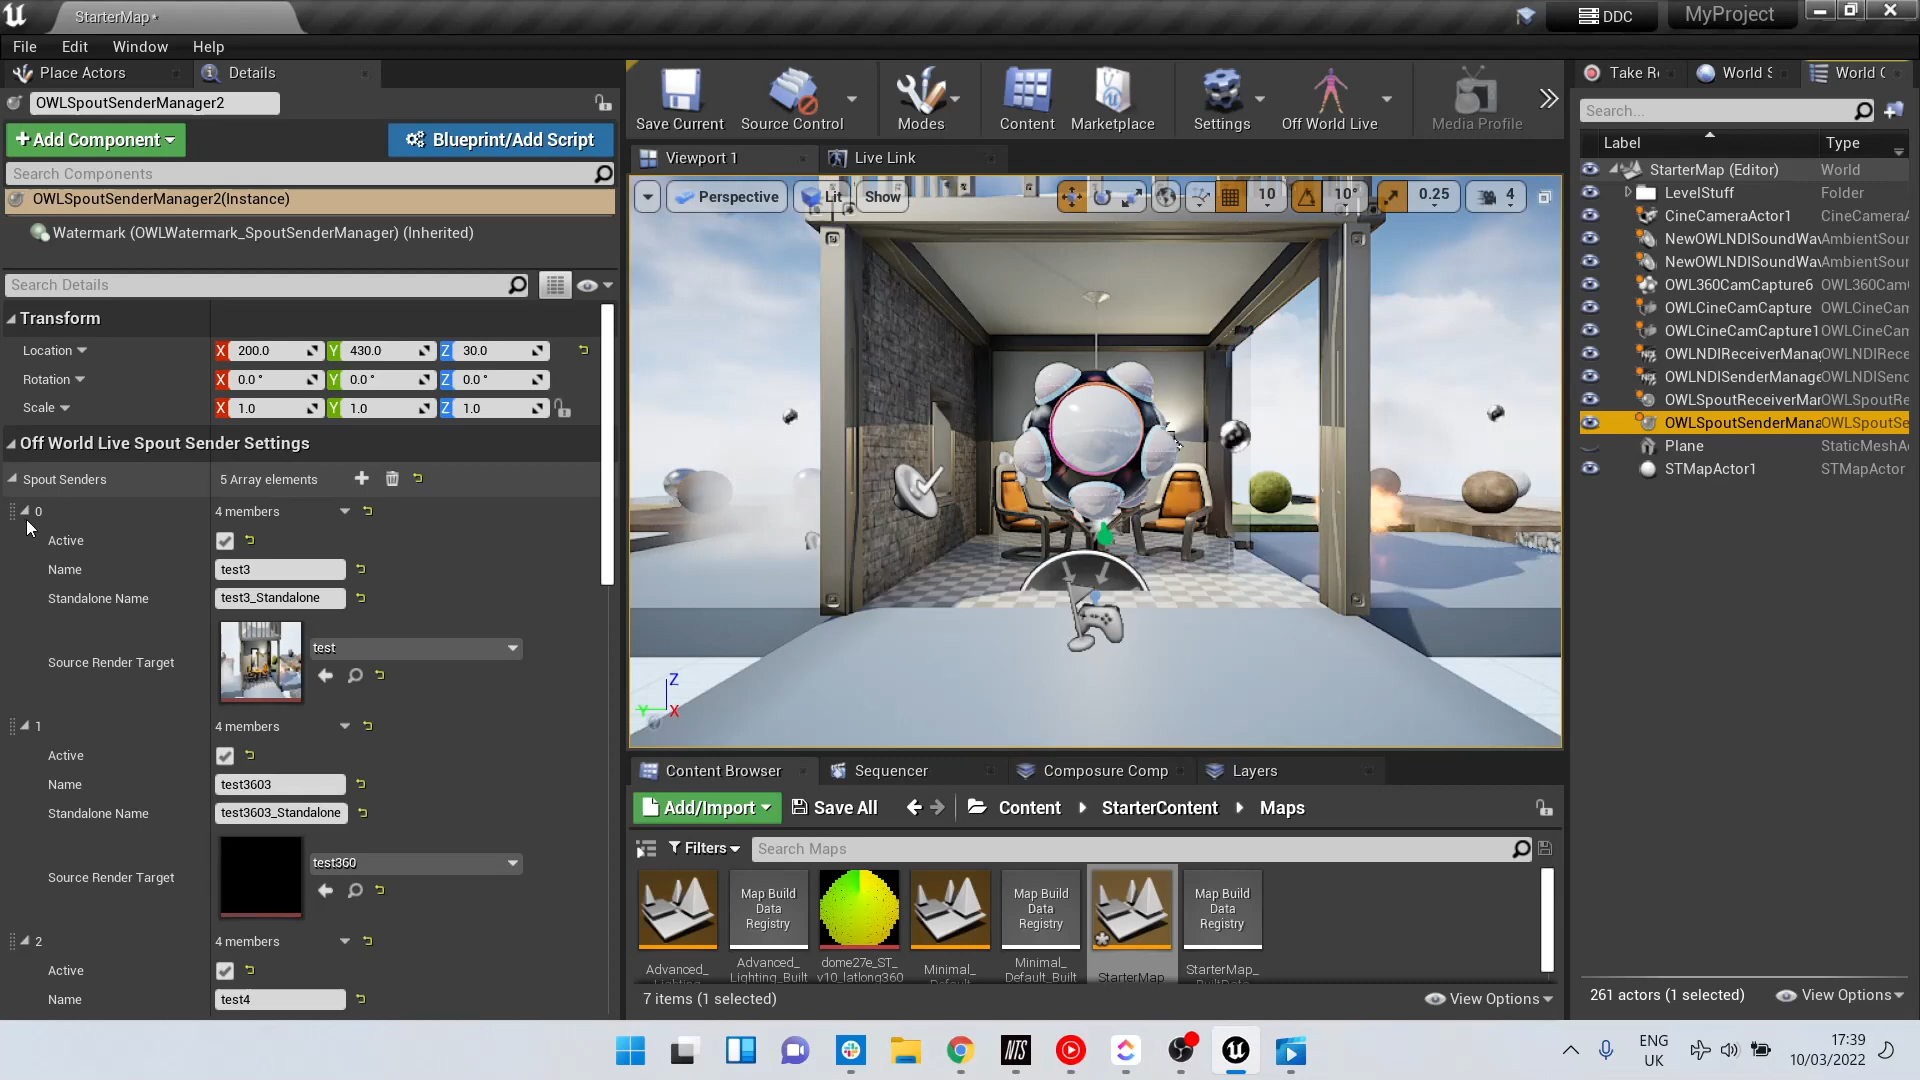 StarterMap•
DDC
MyProject
File Edit Window Help
Place Actors
Details
OWLSpoutSenderManager2
+Add Component
Blueprint/Add Script
Search Components
OWLSpoutSenderManager2(Instance)
Watermark (OWLWatermark_SpoutSenderManager) (Inherited)
Search Details
Transform
Location X 200.0 Y 430.0 Z 30.0
Rotation X 0.0 ° Y 0.0 ° Z 0.0 °
Scale X 1.0 Y 1.0 Z 1.0
Off World Live Spout Sender Settings
Spout Senders 5 Array elements
0 4 members
Active
Name test3
Standalone Name test3_Standalone
Source Render Target test
1 4 members
Active
Name test3603
Standalone Name test3603_Standalone
Source Render Target test360
2 4 members
Active
Name test4
Save Current
Source Control
Modes
Content
Marketplace
Settings
Off World Live
Media Profile
Viewport 1
Live Link
Perspective
Lit
Show
10
10°
0.25
4
Z
Y
X
Content Browser
Sequencer
Composure Comp
Layers
Add/Import
Save All
Content
StarterContent
Maps
Filters
Search Maps
Advanced_
Lighting
Map Build
Data
Registry
Advanced_
Lighting_Built
dome27e_ST_
v10_latlong360
Minimal_
Default
Map Build
Data
Registry
Minimal_
Default_Built
StarterMap
Map Build
Data
Registry
StarterMap_
BuiltData
7 items (1 selected)
View Options
Take R
World S
World C
Search...
Label Type
StarterMap (Editor) World
LevelStuff Folder
CineCameraActor1 CineCameraA
NewOWLNDISoundWav AmbientSour
NewOWLNDISoundWav AmbientSour
OWL360CamCapture6 OWL360Cam
OWLCineCamCapture OWLCineCam
OWLCineCamCapture1 OWLCineCam
OWLNDIReceiverManag OWLNDIRece
OWLNDISenderManage OWLNDISend
OWLSpoutReceiverMan OWLSpoutRe
OWLSpoutSenderMana OWLSpoutSe
Plane StaticMeshA
STMapActor1 STMapActor
261 actors (1 selected)
View Options
NTS
ENG
UK
17:39
10/03/2022